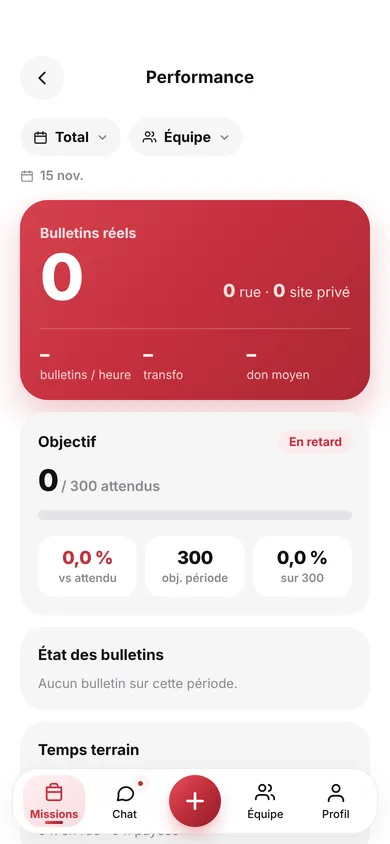 Performance
Total
Équipe
15 nov.
Bulletins réels
0
0 rue · 0 site privé
–
–
–
bulletins / heure
transfo
don moyen
Objectif
En retard
0 / 300 attendus
0,0 %
300
0,0 %
vs attendu
obj. période
sur 300
État des bulletins
Aucun bulletin sur cette période.
Temps terrain
Missions
Chat
Équipe
Profil